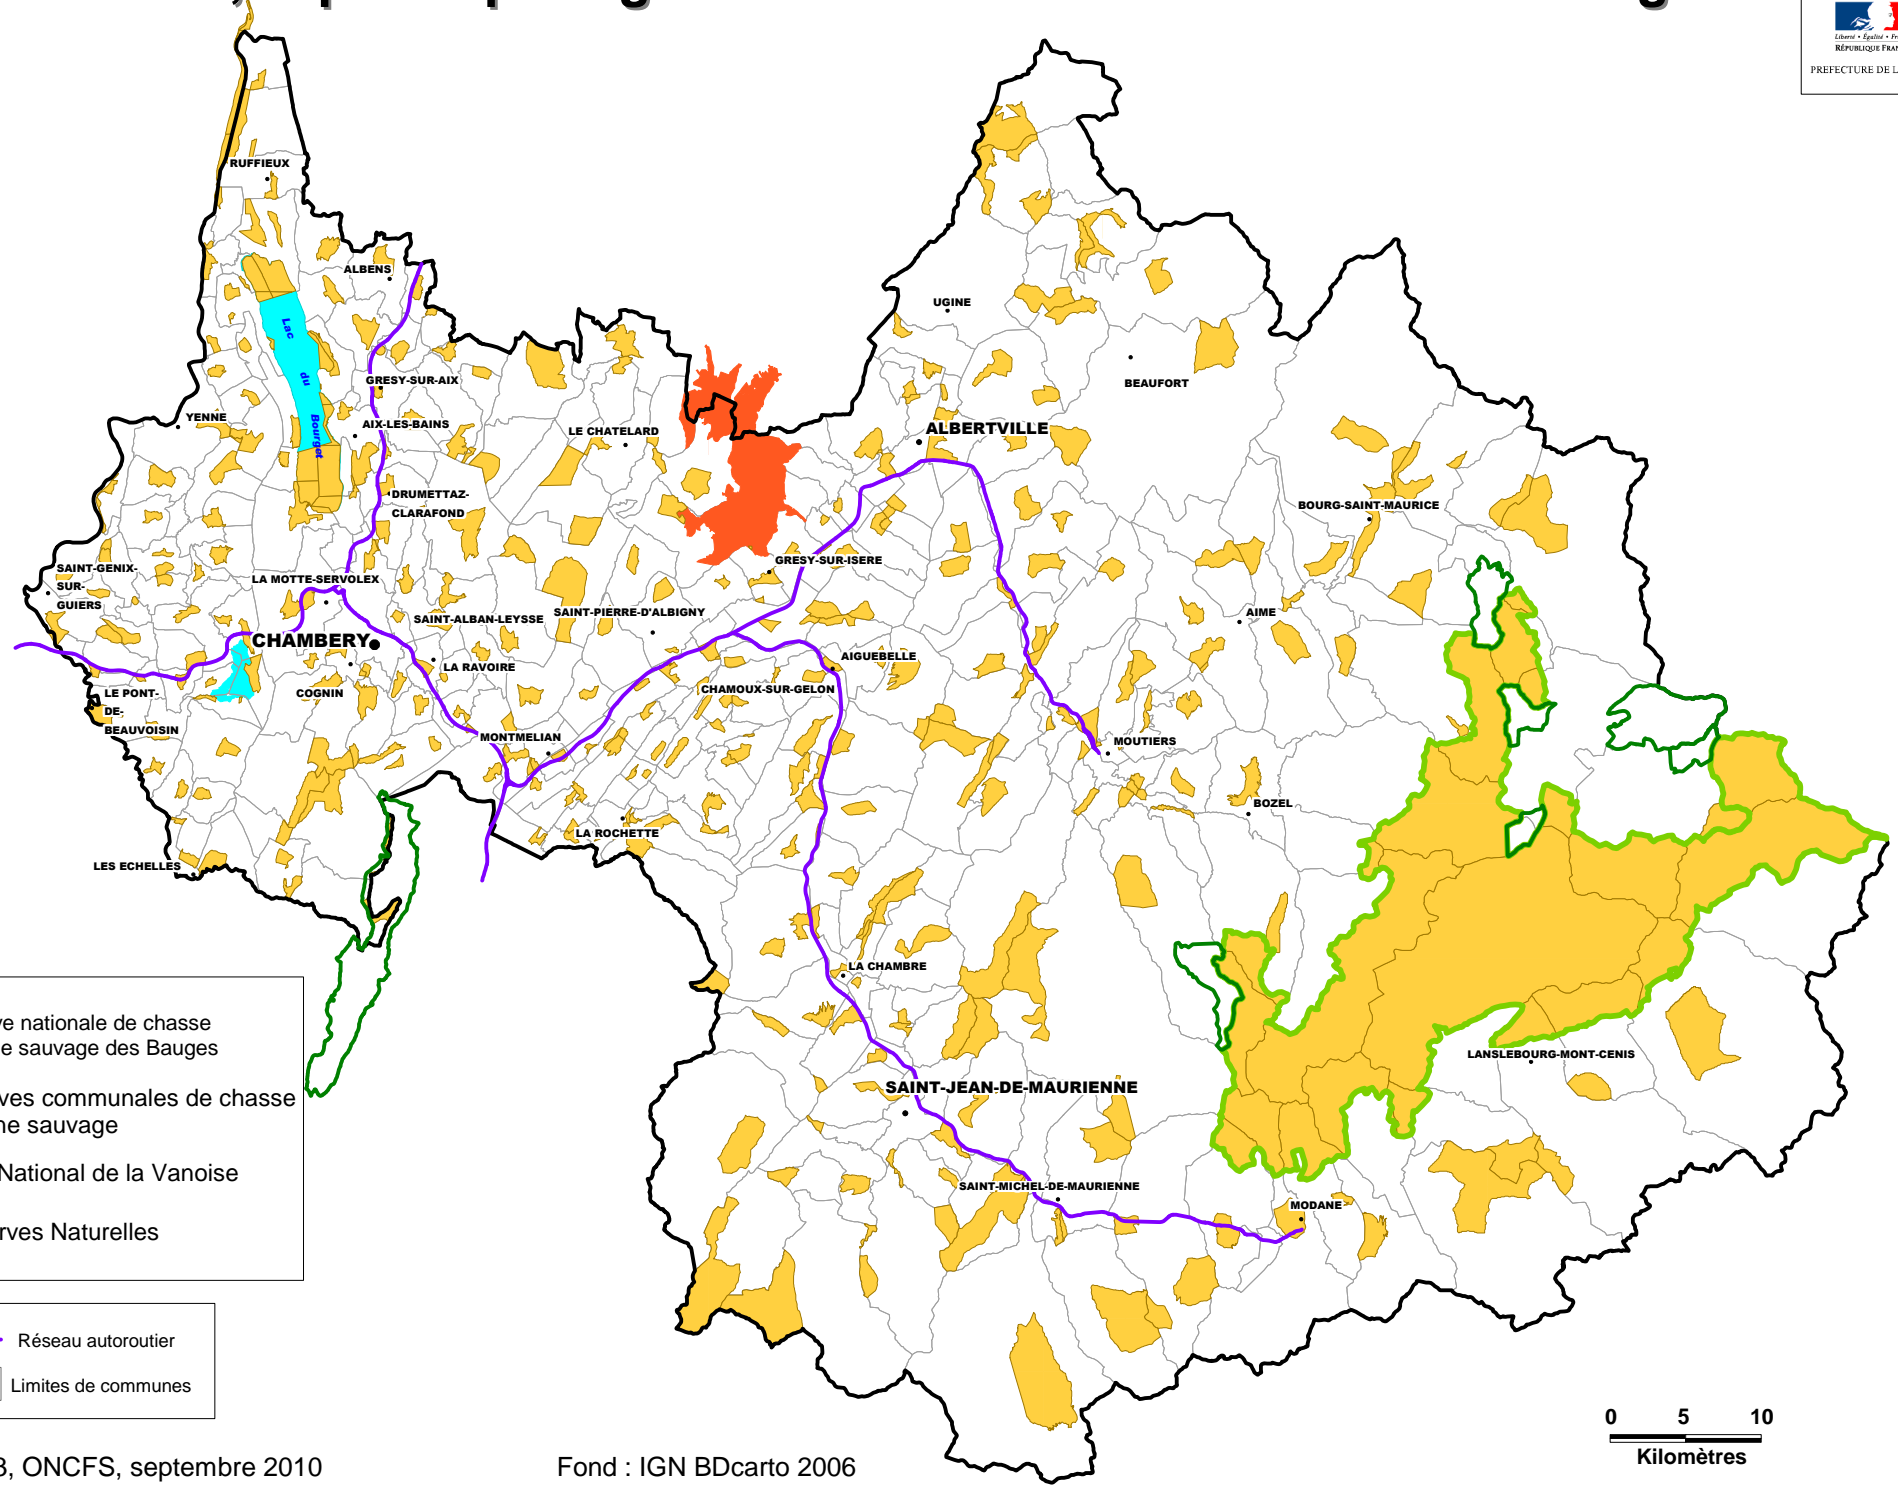 Liberté • Égalité • Fr
RÉPUBLIQUE FRAN
PREFECTURE DE L
RUFFIEUX
ALBENS
UGINE
Lac
du
Bourget
GRESY-SUR-AIX
BEAUFORT
YENNE
AIX-LES-BAINS
LE CHATELARD
ALBERTVILLE
DRUMETTAZ-
CLARAFOND
BOURG-SAINT-MAURICE
GRESY-SUR-ISERE
SAINT-GENIX-
SUR-
GUIERS
LA MOTTE-SERVOLEX
SAINT-ALBAN-LEYSSE
SAINT-PIERRE-D'ALBIGNY
AIME
CHAMBERY
LA RAVOIRE
AIGUEBELLE
COGNIN
CHAMOUX-SUR-GELON
LE PONT-
DE-
BEAUVOISIN
MONTMELIAN
MOUTIERS
BOZEL
LA ROCHETTE
LES ECHELLES
LA CHAMBRE
LANSLEBOURG-MONT-CENIS
SAINT-JEAN-DE-MAURIENNE
SAINT-MICHEL-DE-MAURIENNE
MODANE
ve nationale de chasse
e sauvage des Bauges
ves communales de chasse
ne sauvage
National de la Vanoise
rves Naturelles
Réseau autoroutier
Limites de communes
0 5 10
Kilomètres
3, ONCFS, septembre 2010
Fond : IGN BDcarto 2006